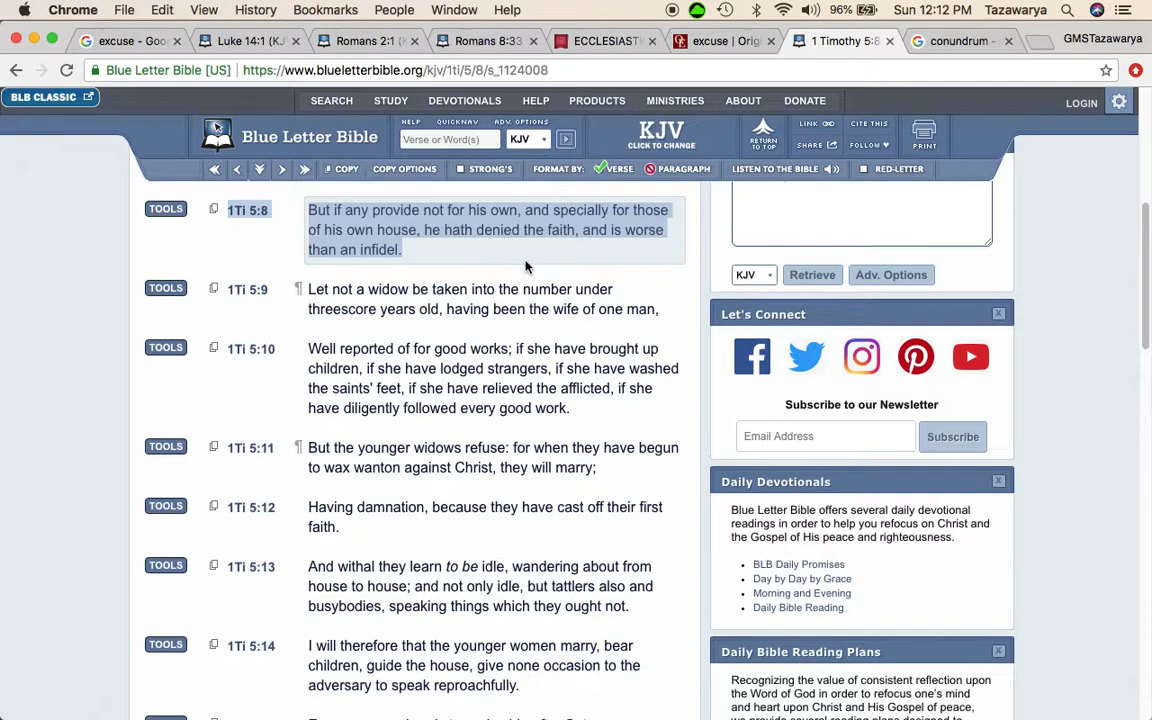 Chrome File Edit View History Bookmarks People Window Help 96% Sun 12:12 PM Tazawarya
excuse - Goo Luke 14:1 (KJ Romans 2:1 (K Romans 8:33 ECCLESIAST excuse | Origi 1 Timothy 5:8 conundrum - GMSTazawarya
Blue Letter Bible [US] https://www.blueletterbible.org/kjv/1ti/5/8/s_1124008
BLB CLASSIC SEARCH STUDY DEVOTIONALS HELP PRODUCTS MINISTRIES ABOUT DONATE LOGIN
HELP QUICKNAV ADV. OPTIONS
Blue Letter Bible Verse or Word(s) KJV
KJV
CLICK TO CHANGE
RETURN
TO TOP
LINK CITE THIS
SHARE FOLLOW
PRINT
COPY COPY OPTIONS STRONG'S FORMAT BY: VERSE PARAGRAPH LISTEN TO THE BIBLE RED-LETTER
TOOLS 1Ti 5:8 But if any provide not for his own, and specially for those
of his own house, he hath denied the faith, and is worse
than an infidel.
TOOLS 1Ti 5:9 ¶ Let not a widow be taken into the number under
threescore years old, having been the wife of one man,
TOOLS 1Ti 5:10 Well reported of for good works; if she have brought up
children, if she have lodged strangers, if she have washed
the saints' feet, if she have relieved the afflicted, if she
have diligently followed every good work.
TOOLS 1Ti 5:11 ¶ But the younger widows refuse: for when they have begun
to wax wanton against Christ, they will marry;
TOOLS 1Ti 5:12 Having damnation, because they have cast off their first
faith.
TOOLS 1Ti 5:13 And withal they learn to be idle, wandering about from
house to house; and not only idle, but tattlers also and
busybodies, speaking things which they ought not.
TOOLS 1Ti 5:14 I will therefore that the younger women marry, bear
children, guide the house, give none occasion to the
adversary to speak reproachfully.
KJV Retrieve Adv. Options
Let's Connect
Subscribe to our Newsletter
Email Address Subscribe
Daily Devotionals
Blue Letter Bible offers several daily devotional
readings in order to help you refocus on Christ and
the Gospel of His peace and righteousness.
BLB Daily Promises
Day by Day by Grace
Morning and Evening
Daily Bible Reading
Daily Bible Reading Plans
Recognizing the value of consistent reflection upon
the Word of God in order to refocus one's mind
and heart upon Christ and His Gospel of peace,